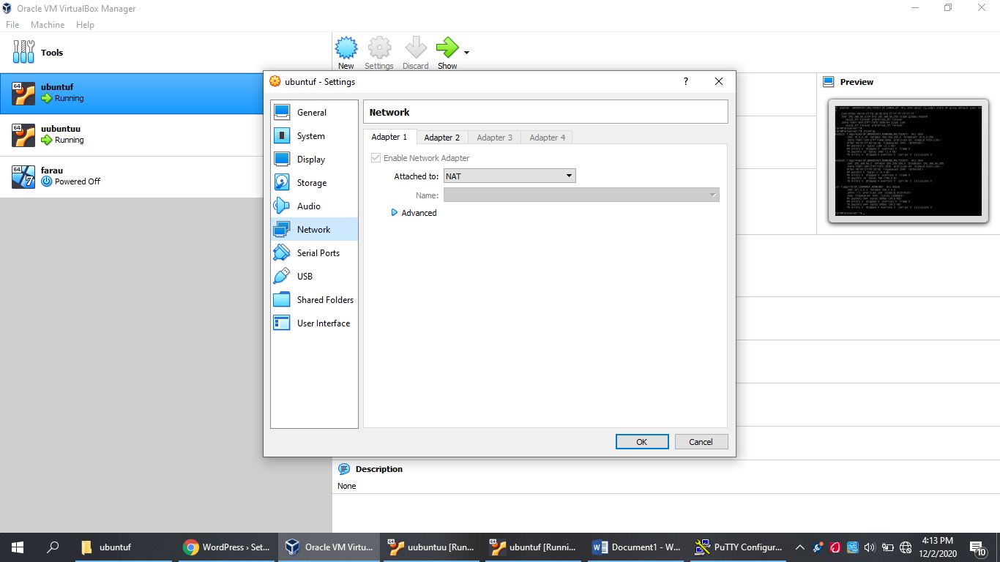 Oracle VM VirtualBox Manager
File Machine Help
Tools
New Settings Discard Show
64
ubuntuf
Running
64
uubuntuu
Running
64
7
farau
Powered Off
Preview
ubuntuf - Settings ?
General
System
Display
Storage
Audio
Network
Serial Ports
USB
Shared Folders
User Interface
Network
Adapter 1 Adapter 2 Adapter 3 Adapter 4
Enable Network Adapter
Attached to: NAT
Name:
Advanced
OK Cancel
Description
None
ubuntuf WordPress › Set... Oracle VM Virtu... uubuntuu [Run... ubuntuf [Runni... Document1 - W... PuTTY Configur...
4:13 PM
12/2/2020
10